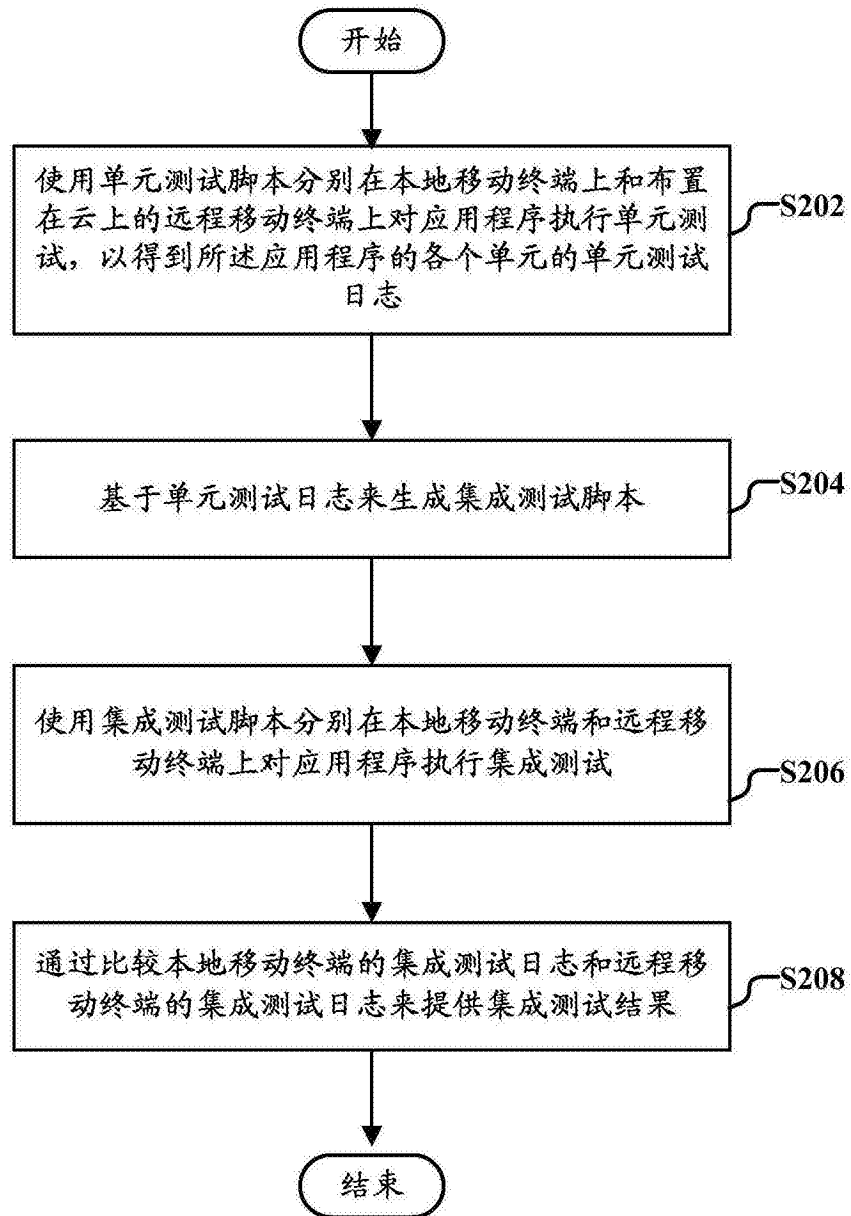 开始
使用单元测试脚本分别在本地移动终端上和布置
在云上的远程移动终端上对应用程序执行单元测
试，以得到所述应用程序的各个单元的单元测试
日志
S202
基于单元测试日志来生成集成测试脚本
S204
使用集成测试脚本分别在本地移动终端和远程移
动终端上对应用程序执行集成测试
S206
通过比较本地移动终端的集成测试日志和远程移
动终端的集成测试日志来提供集成测试结果
S208
结束